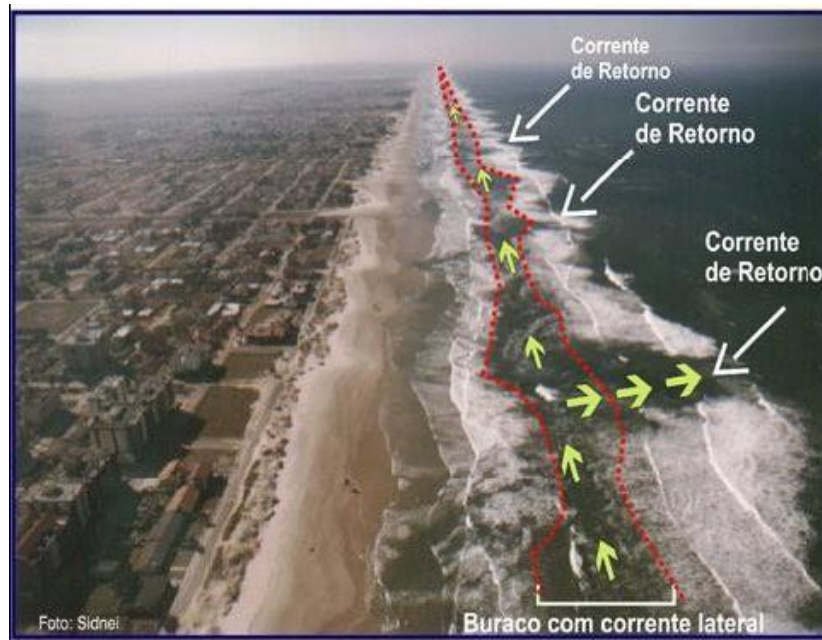 Corrente
de Retorno
Corrente
de Retorno
Corrente
de Retorno
Foto: Sidnei
Buraco com corrente lateral